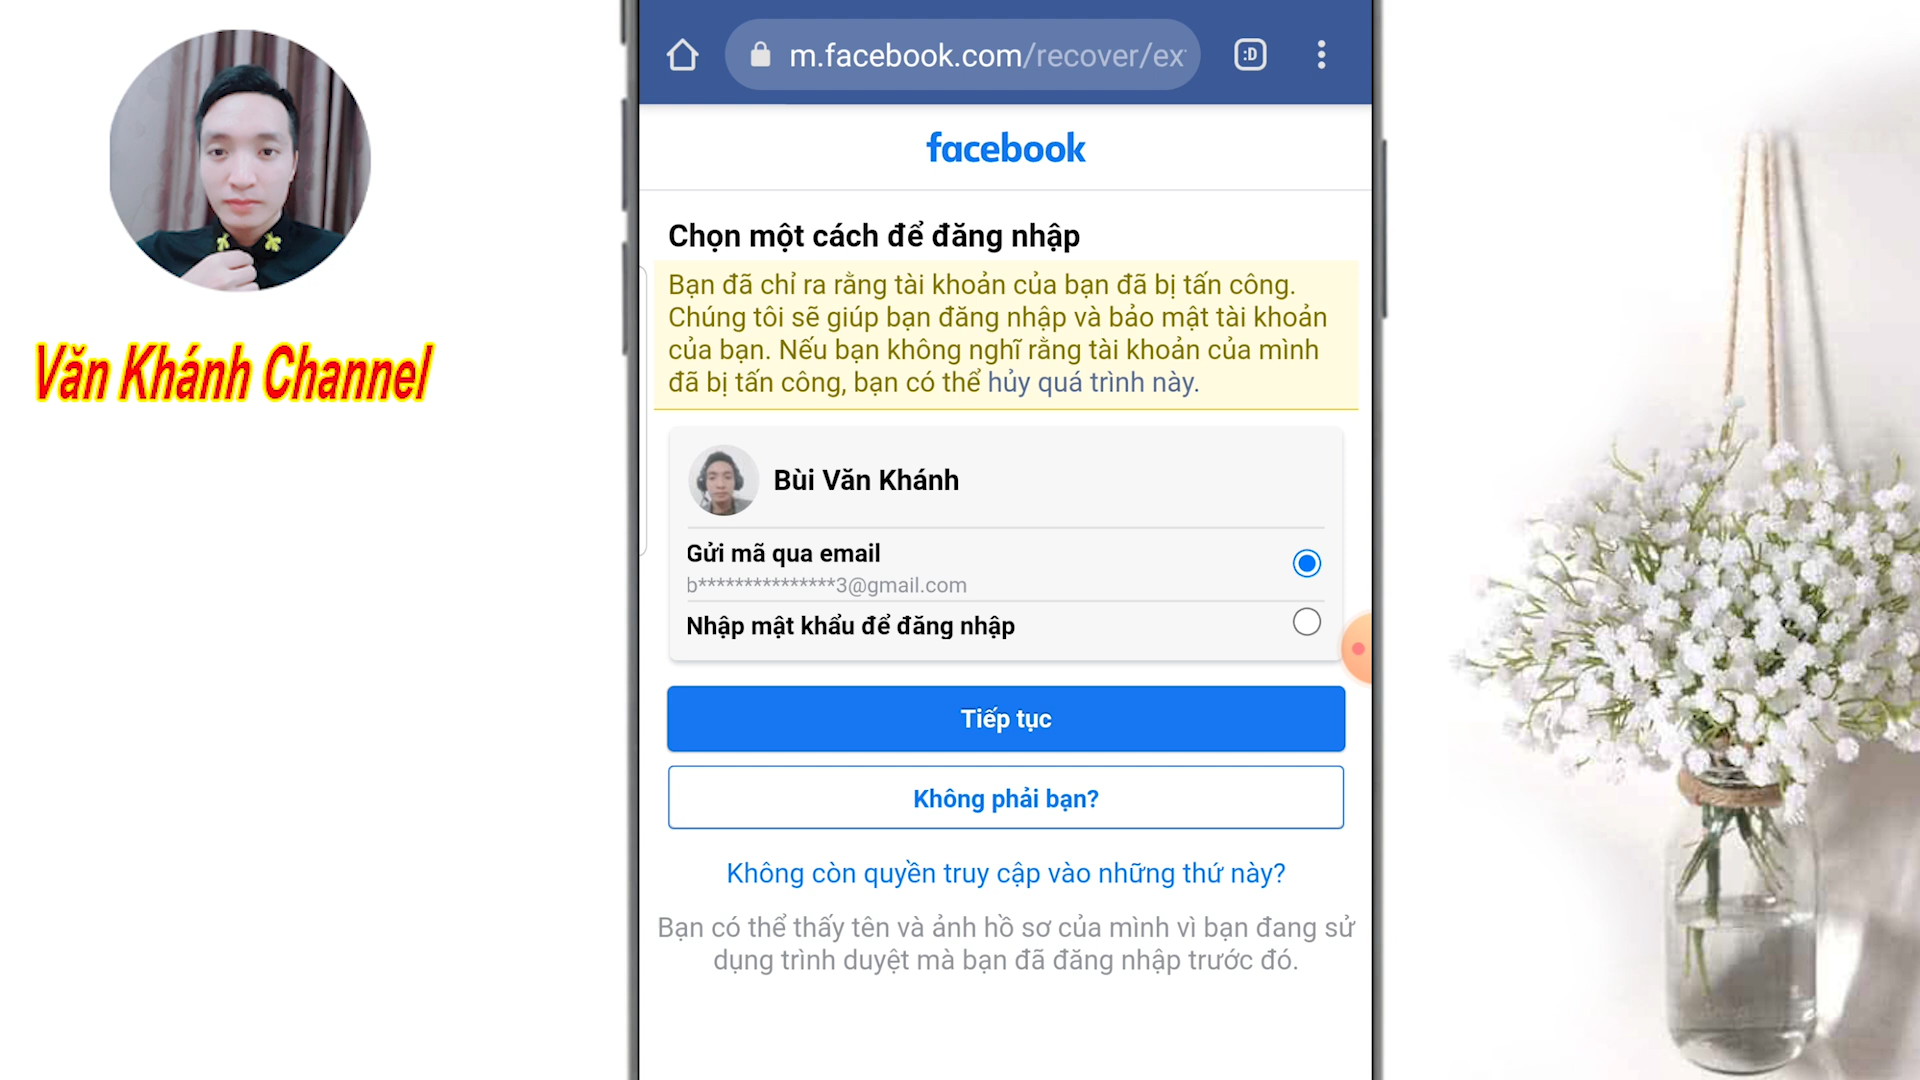 Văn Khánh Channel
m.facebook.com/recover/ex
:D
facebook
Chọn một cách để đăng nhập
Bạn đã chỉ ra rằng tài khoản của bạn đã bị tấn công.
Chúng tôi sẽ giúp bạn đăng nhập và bảo mật tài khoản
của bạn. Nếu bạn không nghĩ rằng tài khoản của mình
đã bị tấn công, bạn có thể hủy quá trình này.
Bùi Văn Khánh
Gửi mã qua email
b***************3@gmail.com
Nhập mật khẩu để đăng nhập
Tiếp tục
Không phải bạn?
Không còn quyền truy cập vào những thứ này?
Bạn có thể thấy tên và ảnh hồ sơ của mình vì bạn đang sử
dụng trình duyệt mà bạn đã đăng nhập trước đó.